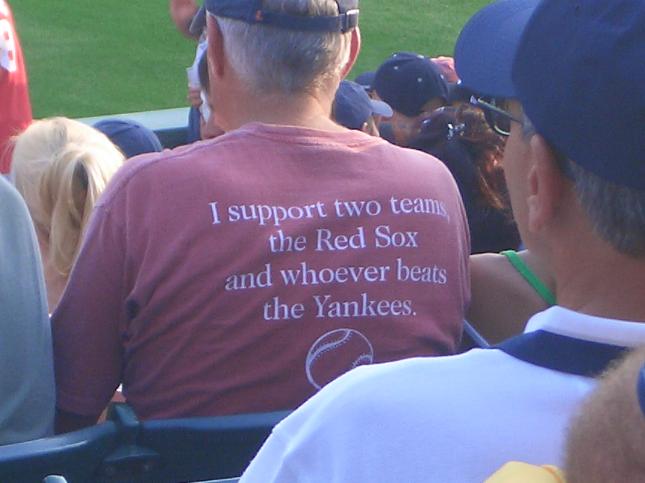 I support two teams,
the Red Sox
and whoever beats
the Yankees.